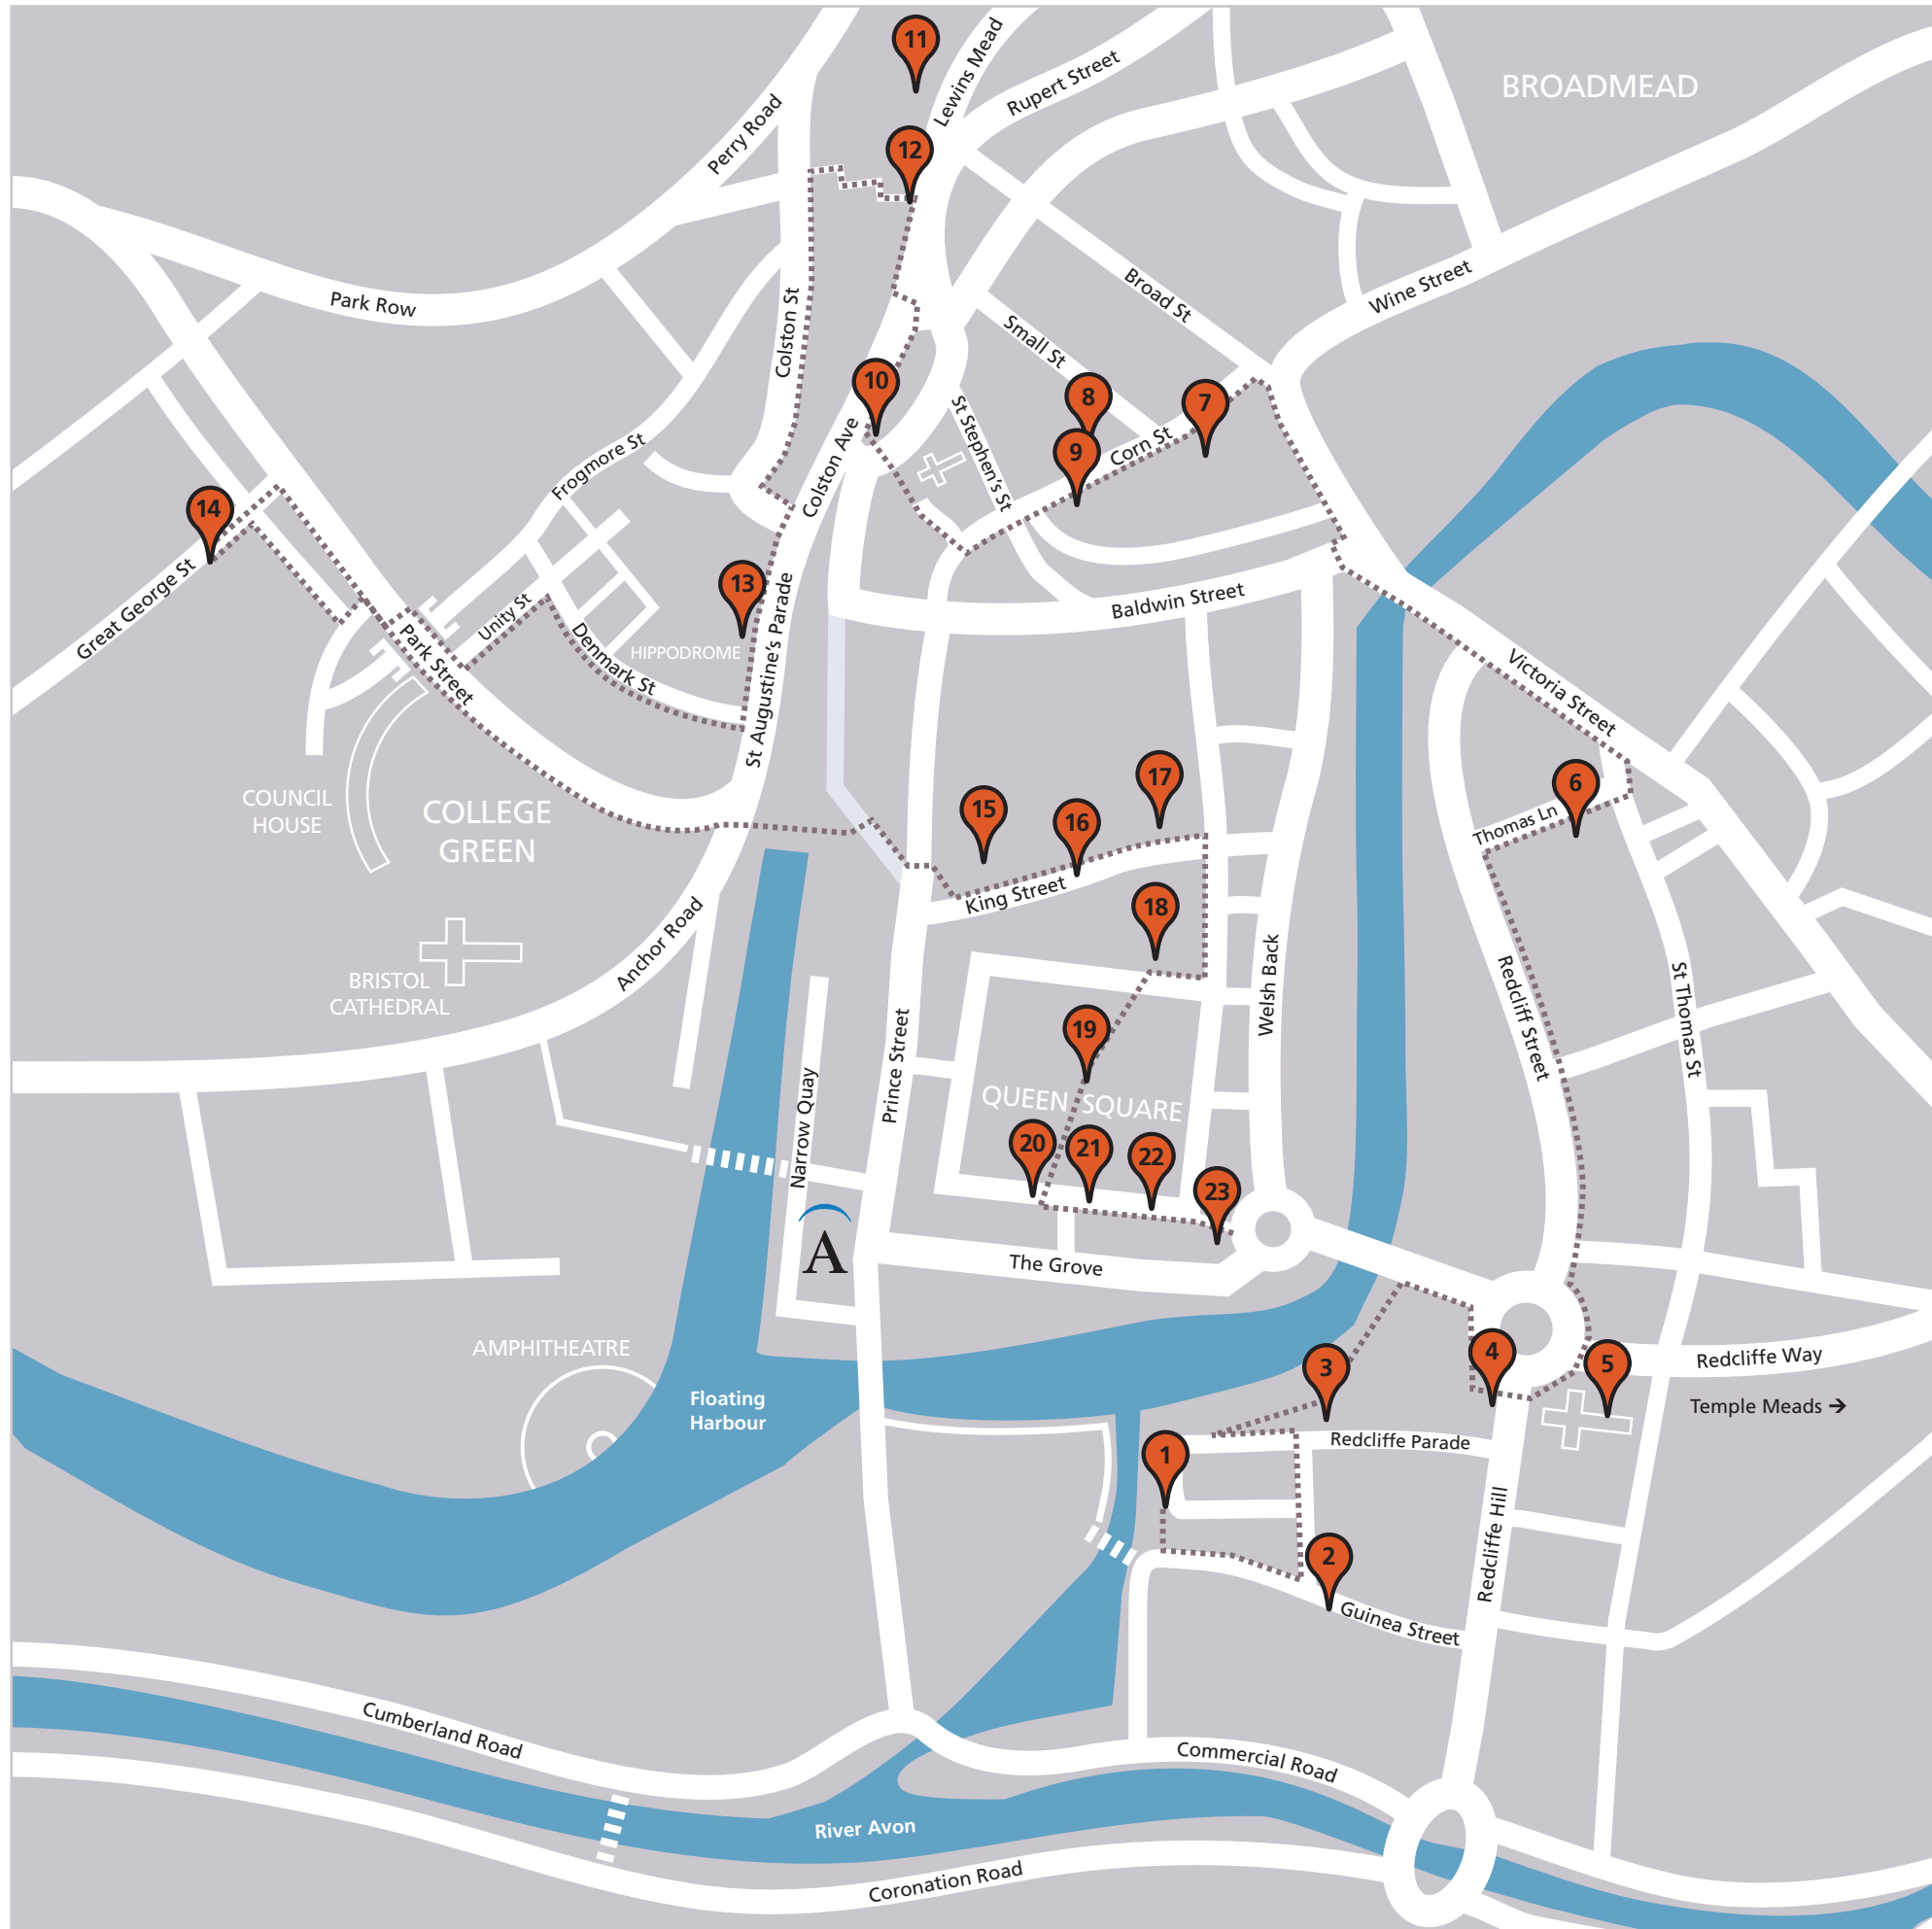 11
Lewins Mead
Rupert Street
BROADMEAD
Perry Road
12
Park Row
Colston St
Broad St
Wine Street
Small St
10
8
7
9
Corn St
St Stephen's St
Colston Ave
Frogmore St
14
Great George St
13
Unity St
Park Street
Denmark St
HIPPODROME
St Augustine's Parade
Baldwin Street
Victoria Street
COUNCIL
HOUSE
COLLEGE
GREEN
15
16
17
6
Thomas Ln
King Street
18
Anchor Road
BRISTOL
CATHEDRAL
Welsh Back
Redcliff Street
St Thomas St
19
Prince Street
Narrow Quay
QUEEN SQUARE
20
21
22
23
A
The Grove
AMPHITHEATRE
Floating
Harbour
3
4
5
Redcliffe Way
Temple Meads →
1
Redcliffe Parade
2
Redcliffe Hill
Guinea Street
Cumberland Road
Commercial Road
River Avon
Coronation Road